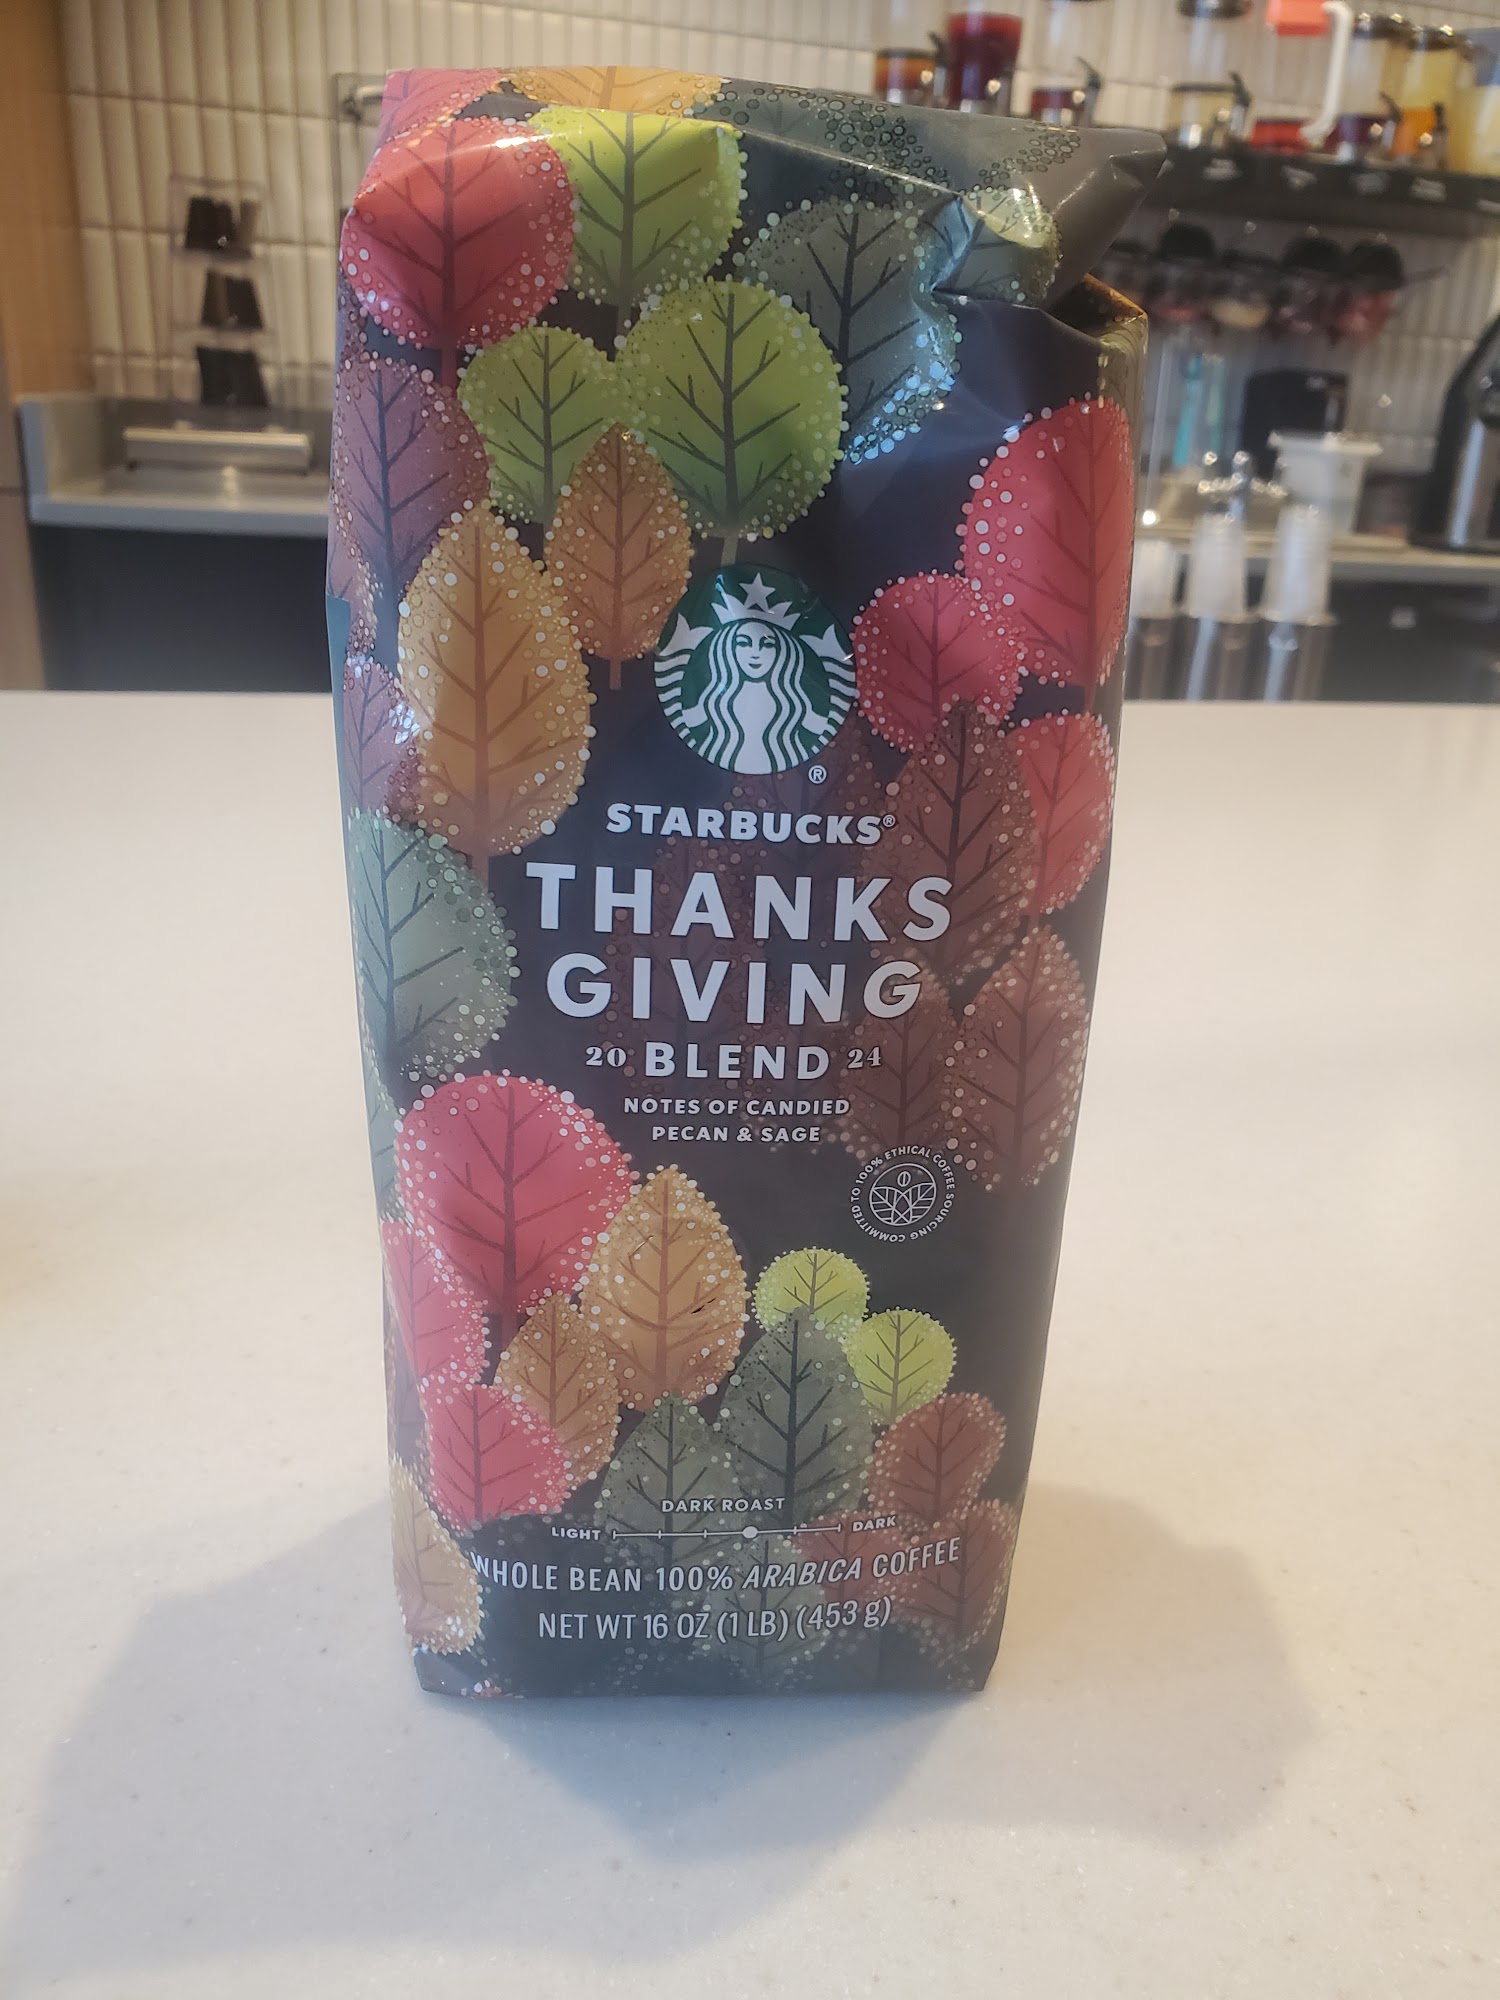 ®
STARBUCKS®
THANKS
GIVING
20 BLEND 24
NOTES OF CANDIED
PECAN & SAGE
COMMITTED TO 100% ETHICAL COFFEE SOURCING
DARK ROAST
LIGHT DARK
WHOLE BEAN 100% ARABICA COFFEE
NET WT 16 OZ (1 LB) (453 g)